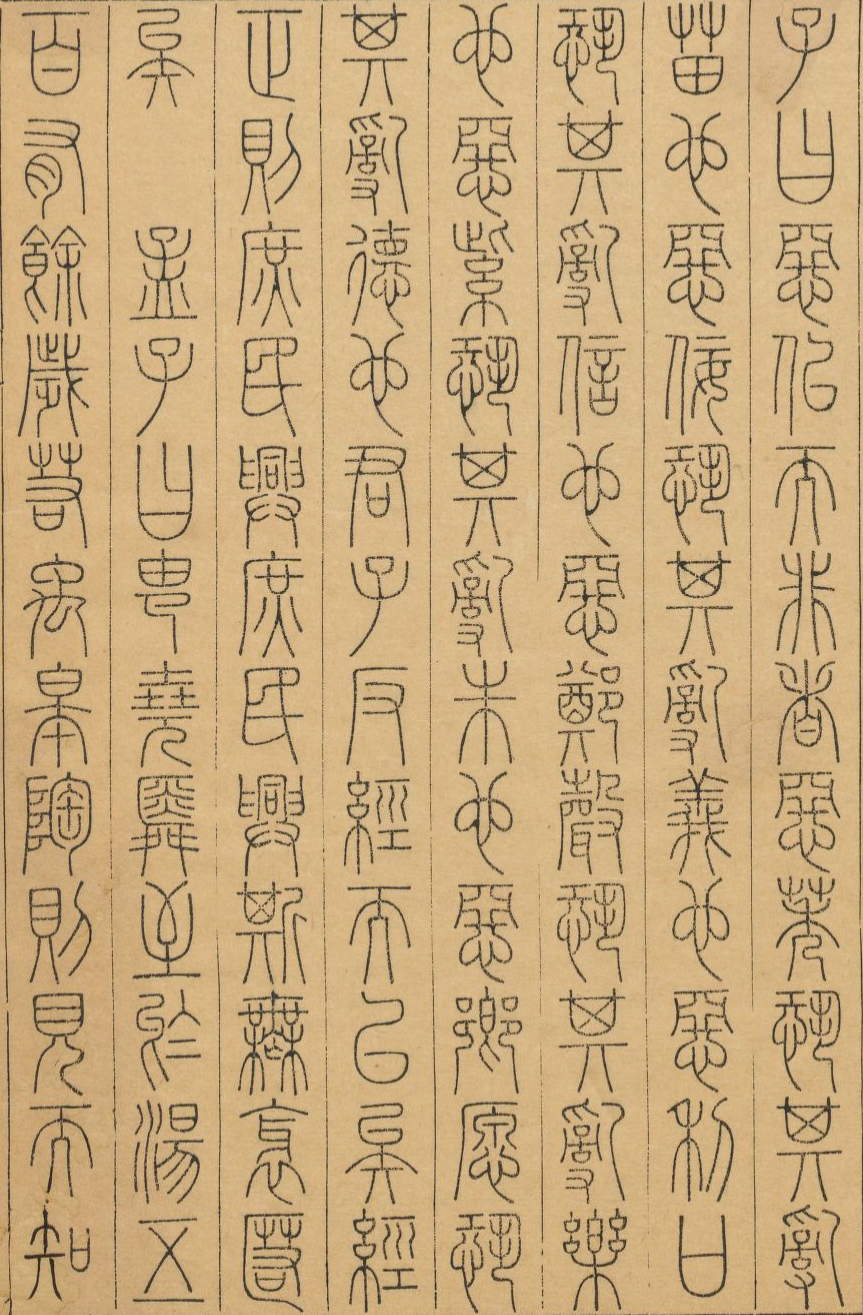 子曰惡似而非者惡莠恐其亂
苗也惡佞恐其亂義也惡利口
恐其亂信也惡鄭聲恐其亂樂
也惡紫恐其亂朱也惡鄉愿恐
其亂德也君子反經而已矣經
正則庶民興庶民興斯無衺匿
矣　孟子曰由堯舜至於湯五
百有餘歲若禹皋陶則見而知